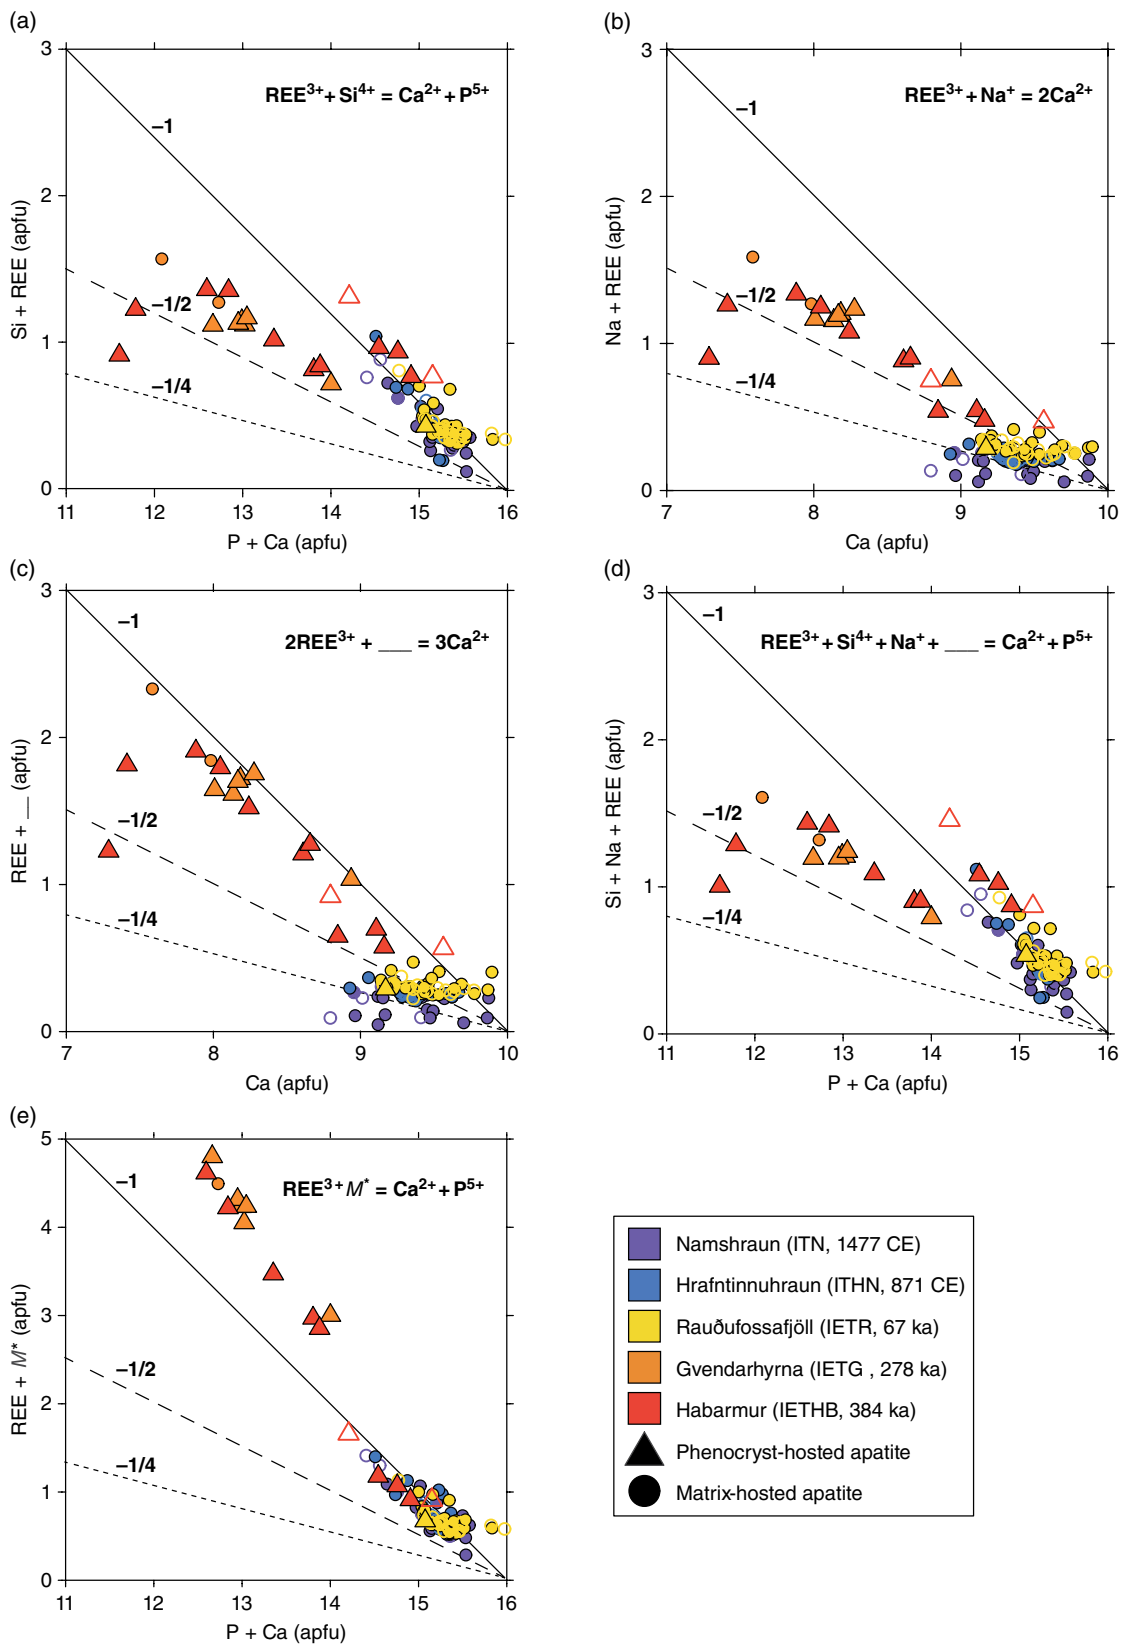 (a)
REE3+ + Si4+ = Ca2+ + P5+
–1
–1/2
–1/4
3
2
1
0
11 12 13 14 15 16
Si + REE (apfu)
P + Ca (apfu)
(b)
REE3+ + Na+ = 2Ca2+
–1
–1/2
–1/4
3
2
1
0
7 8 9 10
Na + REE (apfu)
Ca (apfu)
(c)
2REE3+ + ___ = 3Ca2+
–1
–1/2
–1/4
3
2
1
0
7 8 9 10
REE + __ (apfu)
Ca (apfu)
(d)
REE3+ + Si4+ + Na+ + ___ = Ca2+ + P5+
–1
–1/2
–1/4
3
2
1
0
11 12 13 14 15 16
Si + Na + REE (apfu)
P + Ca (apfu)
(e)
REE3+ M* = Ca2+ + P5+
–1
–1/2
–1/4
5
4
3
2
1
0
11 12 13 14 15 16
REE + M* (apfu)
P + Ca (apfu)
Namshraun (ITN, 1477 CE)
Hrafntinnuhraun (ITHN, 871 CE)
Rauðufossafjöll (IETR, 67 ka)
Gvendarhyrna (IETG , 278 ka)
Habarmur (IETHB, 384 ka)
Phenocryst-hosted apatite
Matrix-hosted apatite